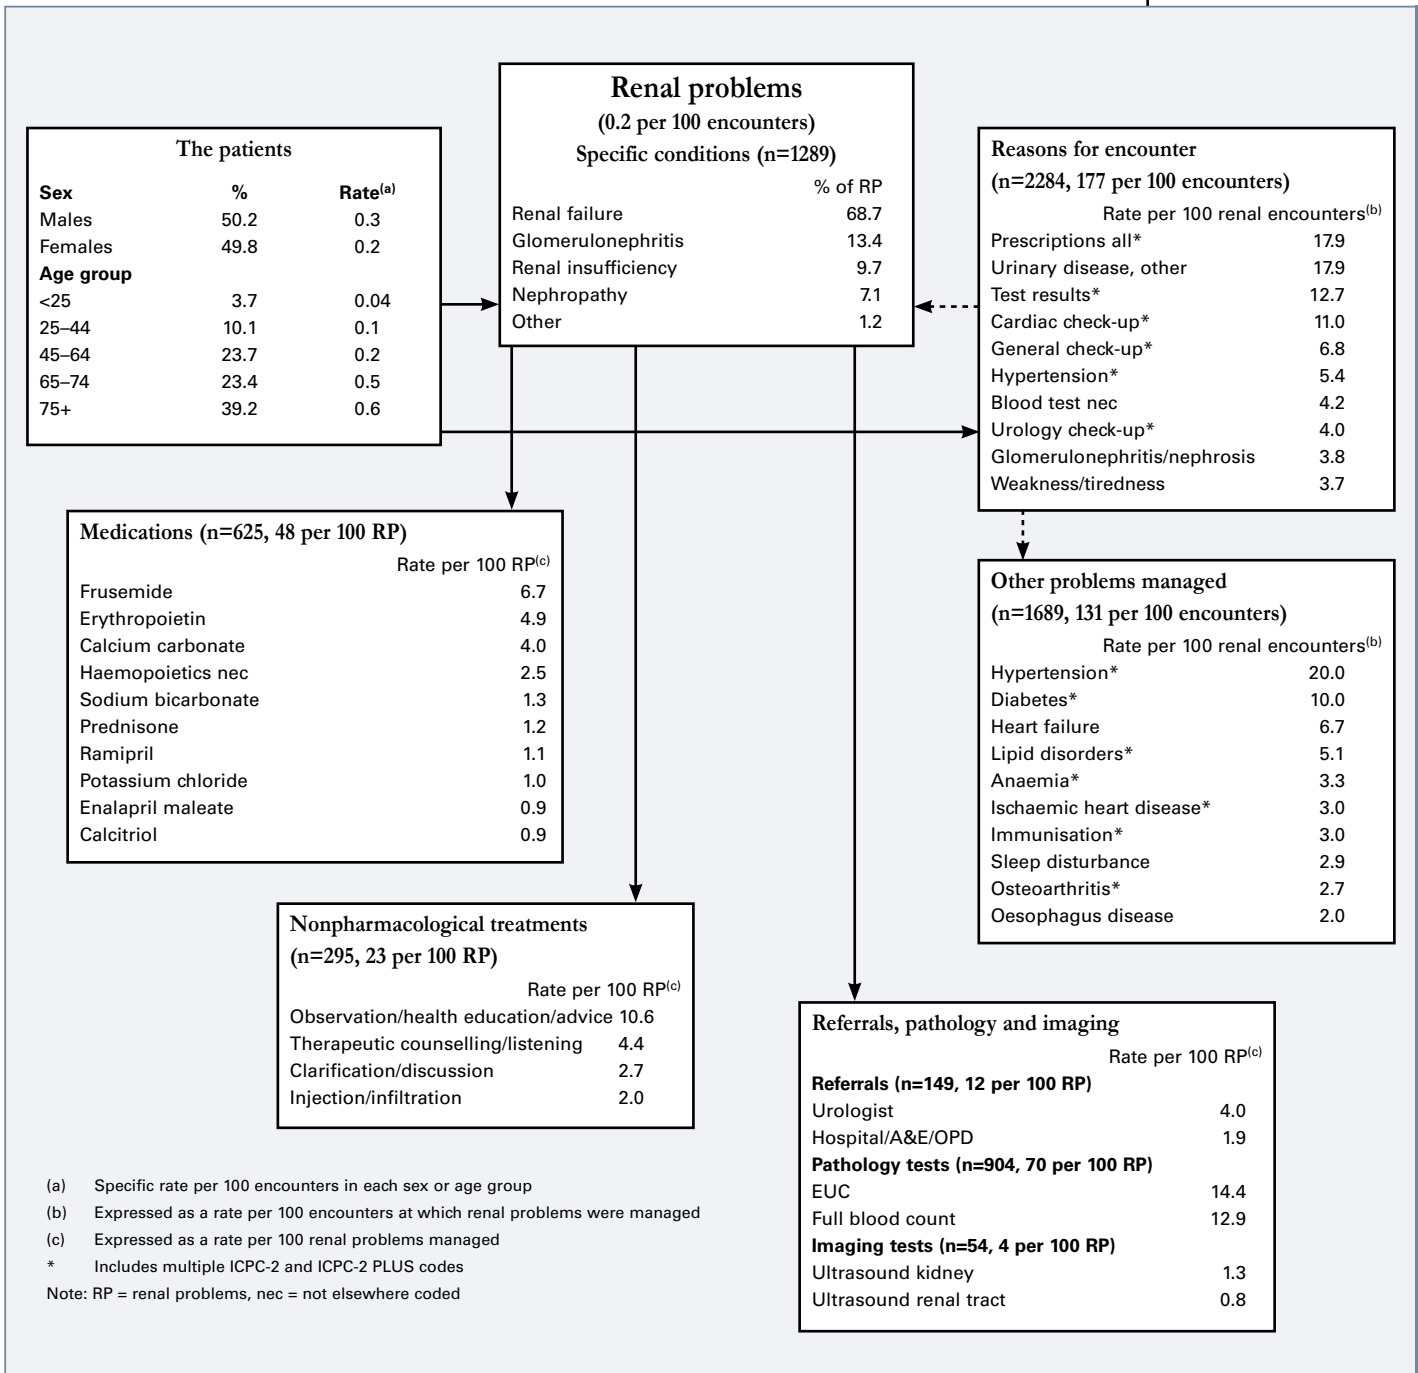 Renal problems
(0.2 per 100 encounters)
Specific conditions (n=1289)
% of RP
Renal failure 68.7
Glomerulonephritis 13.4
Renal insufficiency 9.7
Nephropathy 7.1
Other 1.2
The patients
Sex % Rate(a)
Males 50.2 0.3
Females 49.8 0.2
Age group
<25 3.7 0.04
25–44 10.1 0.1
45–64 23.7 0.2
65–74 23.4 0.5
75+ 39.2 0.6
Reasons for encounter
(n=2284, 177 per 100 encounters)
Rate per 100 renal encounters(b)
Prescriptions all* 17.9
Urinary disease, other 17.9
Test results* 12.7
Cardiac check-up* 11.0
General check-up* 6.8
Hypertension* 5.4
Blood test nec 4.2
Urology check-up* 4.0
Glomerulonephritis/nephrosis 3.8
Weakness/tiredness 3.7
Medications (n=625, 48 per 100 RP)
Rate per 100 RP(c)
Frusemide 6.7
Erythropoietin 4.9
Calcium carbonate 4.0
Haemopoietics nec 2.5
Sodium bicarbonate 1.3
Prednisone 1.2
Ramipril 1.1
Potassium chloride 1.0
Enalapril maleate 0.9
Calcitriol 0.9
Other problems managed
(n=1689, 131 per 100 encounters)
Rate per 100 renal encounters(b)
Hypertension* 20.0
Diabetes* 10.0
Heart failure 6.7
Lipid disorders* 5.1
Anaemia* 3.3
Ischaemic heart disease* 3.0
Immunisation* 3.0
Sleep disturbance 2.9
Osteoarthritis* 2.7
Oesophagus disease 2.0
Nonpharmacological treatments
(n=295, 23 per 100 RP)
Rate per 100 RP(c)
Observation/health education/advice 10.6
Therapeutic counselling/listening 4.4
Clarification/discussion 2.7
Injection/infiltration 2.0
Referrals, pathology and imaging
Rate per 100 RP(c)
Referrals (n=149, 12 per 100 RP)
Urologist 4.0
Hospital/A&E/OPD 1.9
Pathology tests (n=904, 70 per 100 RP)
EUC 14.4
Full blood count 12.9
Imaging tests (n=54, 4 per 100 RP)
Ultrasound kidney 1.3
Ultrasound renal tract 0.8
(a) Specific rate per 100 encounters in each sex or age group
(b) Expressed as a rate per 100 encounters at which renal problems were managed
(c) Expressed as a rate per 100 renal problems managed
* Includes multiple ICPC-2 and ICPC-2 PLUS codes
Note: RP = renal problems, nec = not elsewhere coded